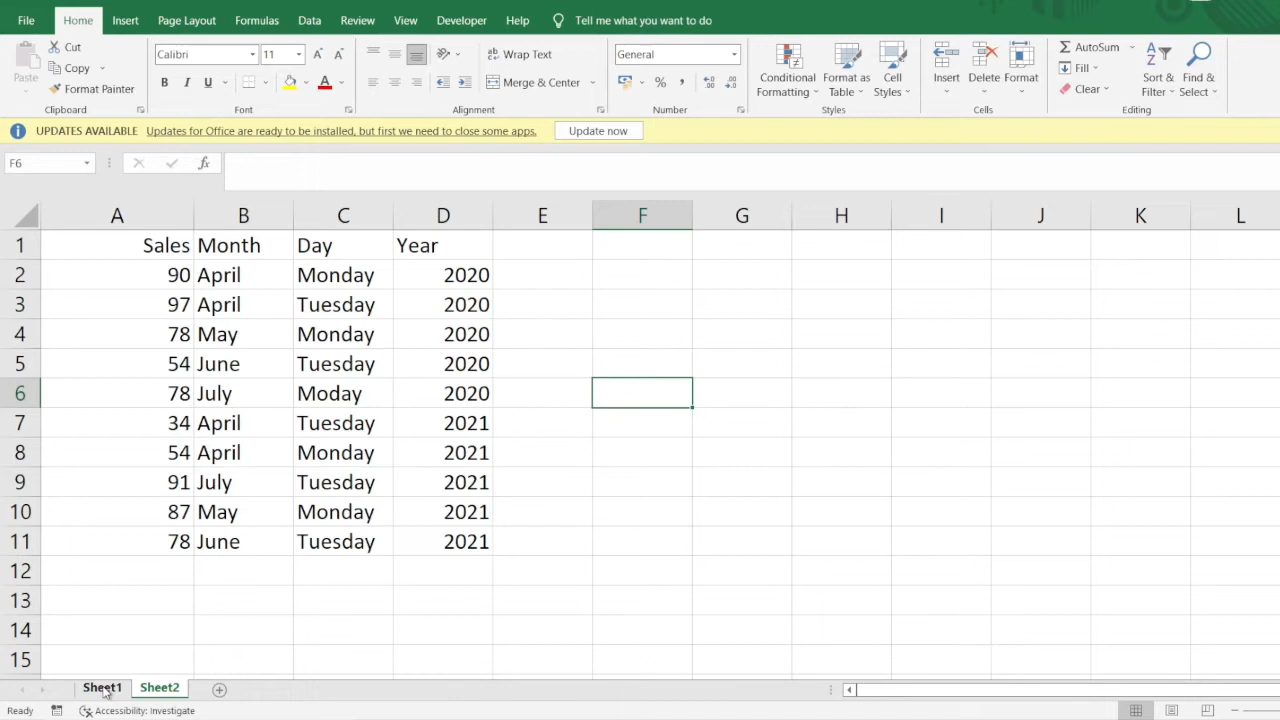 File Home Insert Page Layout Formulas Data Review View Developer Help Tell me what you want to do
Paste Cut Copy Format Painter
Clipboard
Calibri 11 A A
B I U A
Font
Wrap Text
Merge & Center
Alignment
General
% , 
Number
Conditional Formatting Format as Table Cell Styles
Styles
Insert Delete Format
Cells
AutoSum Fill Clear Sort & Filter Find & Select
Editing
UPDATES AVAILABLE Updates for Office are ready to be installed, but first we need to close some apps. Update now
F6 fx
A B C D E F G H I J K L
1 Sales Month Day Year
2 90 April Monday 2020
3 97 April Tuesday 2020
4 78 May Monday 2020
5 54 June Tuesday 2020
6 78 July Moday 2020
7 34 April Tuesday 2021
8 54 April Monday 2021
9 91 July Tuesday 2021
10 87 May Monday 2021
11 78 June Tuesday 2021
12
13
14
15
Sheet1 Sheet2
Ready Accessibility: Investigate